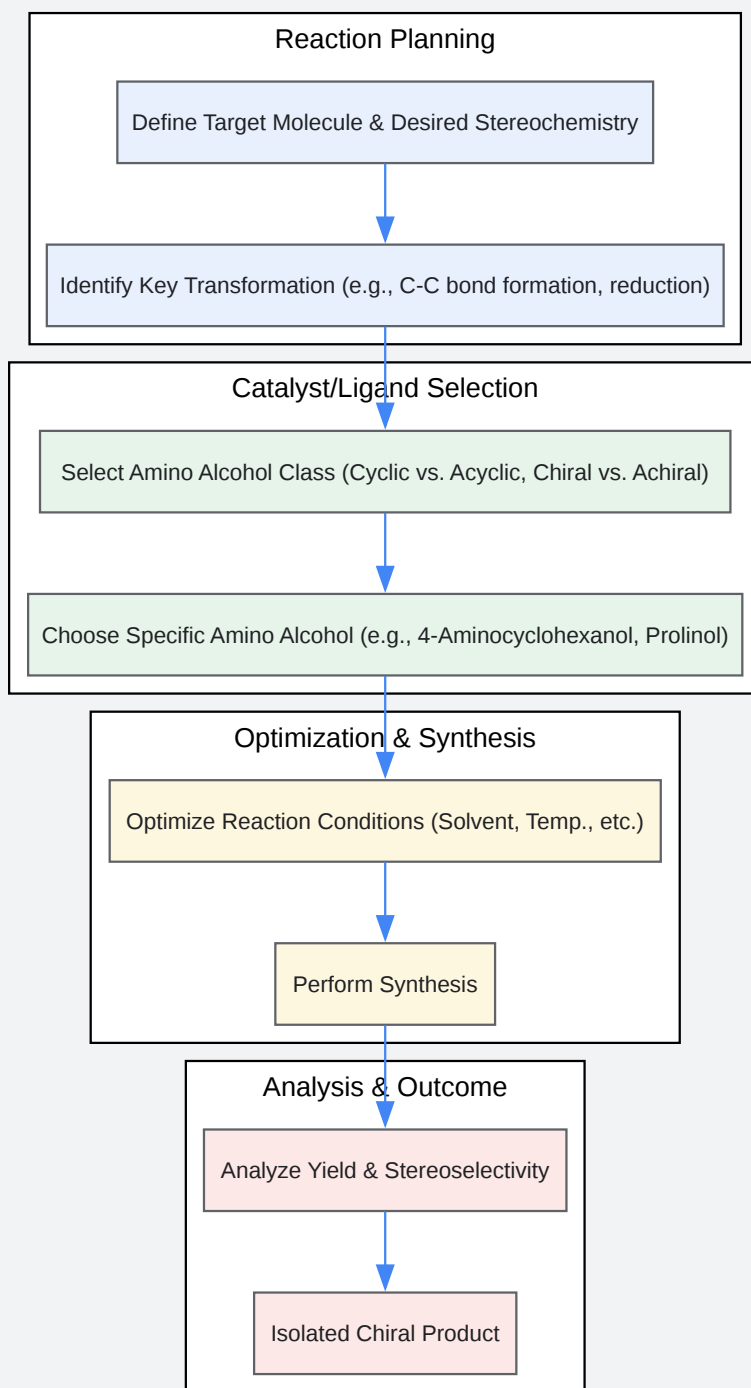 Reaction Planning
Define Target Molecule & Desired Stereochemistry
Identify Key Transformation (e.g., C-C bond formation, reduction)
Catalyst/Ligand Selection
Select Amino Alcohol Class (Cyclic vs. Acyclic, Chiral vs. Achiral)
Choose Specific Amino Alcohol (e.g., 4-Aminocyclohexanol, Prolinol)
Optimization & Synthesis
Optimize Reaction Conditions (Solvent, Temp., etc.)
Perform Synthesis
Analysis & Outcome
Analyze Yield & Stereoselectivity
Isolated Chiral Product